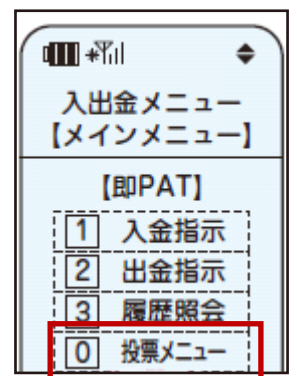 入出金メニュー
【メインメニュー】
【即PAT】
1 入金指示
2 出金指示
3 履歴照会
0 投票メニュー